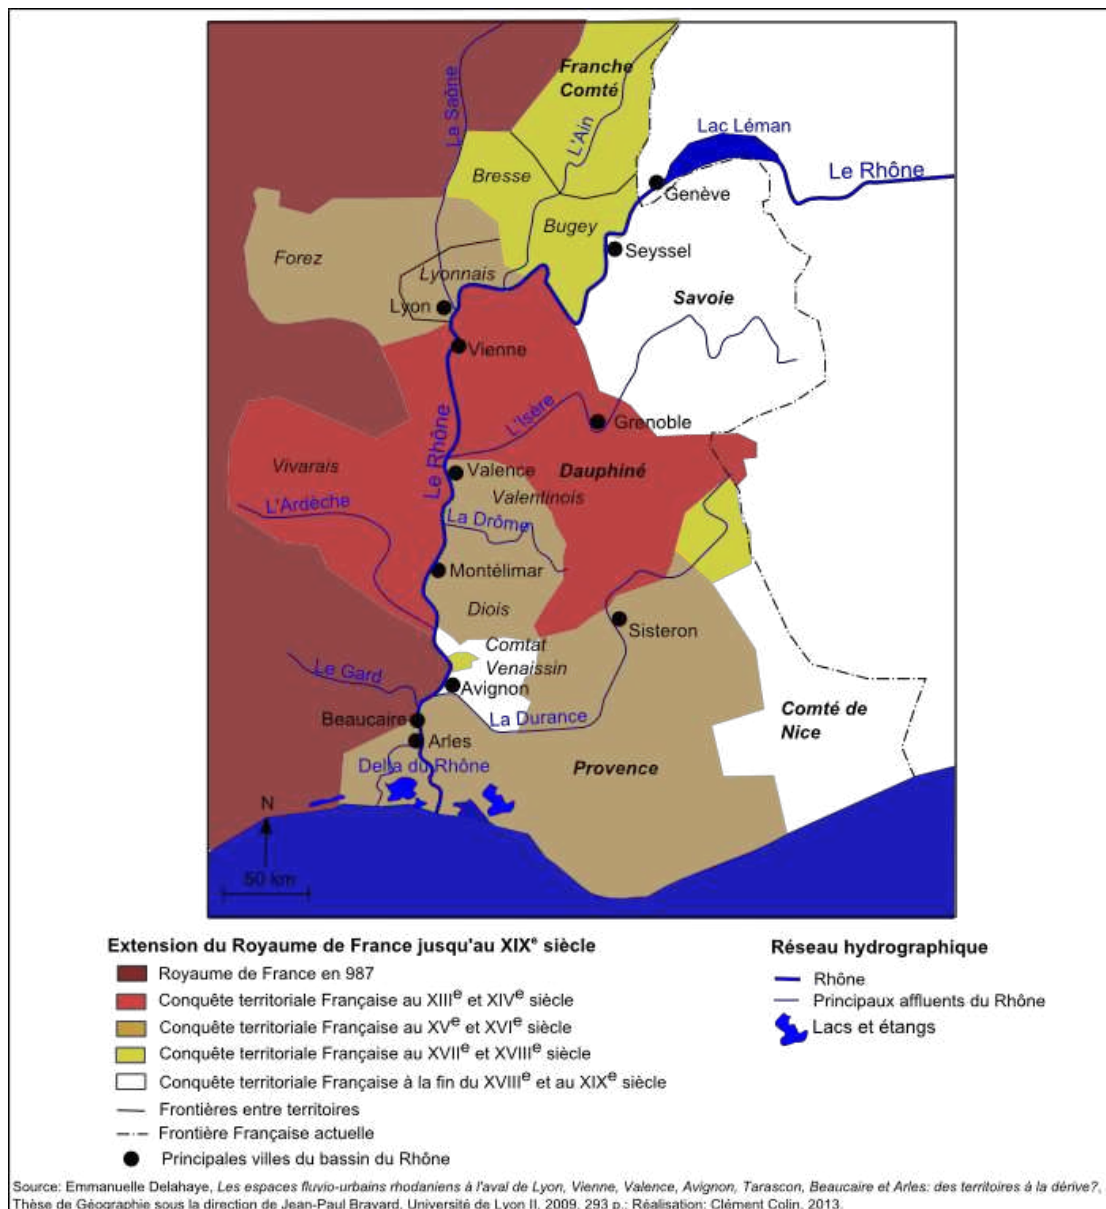 Franche
Comté
La Saône
L'Ain
Lac Léman
Le Rhône
Bresse
Genève
Bugey
Seyssel
Forez
Lyonnais
Savoie
Lyon
Vienne
L'Isère
Grenoble
Le Rhône
Vivarais
Valence
Dauphiné
L'Ardèche
Valentinois
La Drôme
Montélimar
Diois
Sisteron
Comtat
Venaissin
Le Gard
Avignon
Beaucaire
La Durance
Comté de
Nice
Arles
Delta du Rhône
Provence
N
50 km
Extension du Royaume de France jusqu'au XIXe siècle
Royaume de France en 987
Conquête territoriale Française au XIIIe et XIVe siècle
Conquête territoriale Française au XVe et XVIe siècle
Conquête territoriale Française au XVIIe et XVIIIe siècle
Conquête territoriale Française à la fin du XVIIIe et au XIXe siècle
Frontières entre territoires
Frontière Française actuelle
Principales villes du bassin du Rhône
Réseau hydrographique
Rhône
Principaux affluents du Rhône
Lacs et étangs
Source: Emmanuelle Delahaye, Les espaces fluvio-urbains rhodaniens à l'aval de Lyon, Vienne, Valence, Avignon, Tarascon, Beaucaire et Arles: des territoires à la dérive?,
Thèse de Géographie sous la direction de Jean-Paul Bravard, Université de Lyon II, 2009, 293 p.; Réalisation: Clément Colin, 2013.